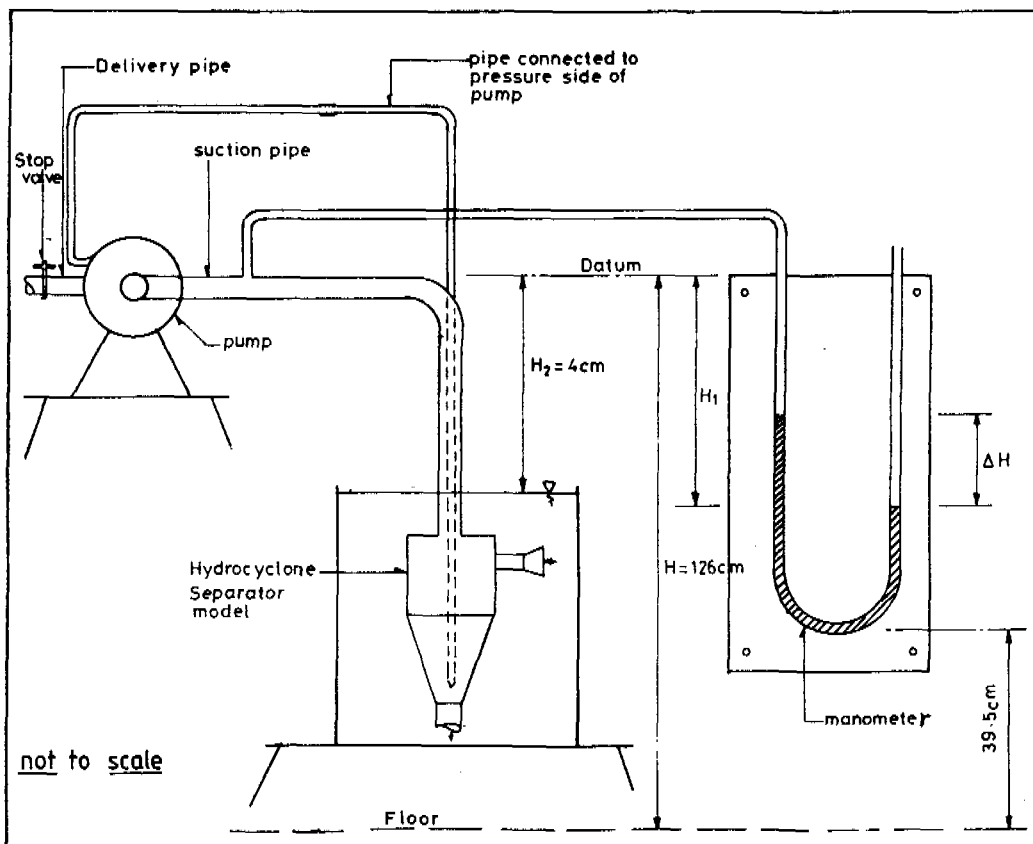 Delivery pipe
pipe connected to
pressure side of
pump
suction pipe
Stop
valve
Datum
pump
H₂ = 4cm
H₁
ΔH
Hydrocyclone
Separator
model
H = 126cm
manometer
39·5cm
not to scale
Floor